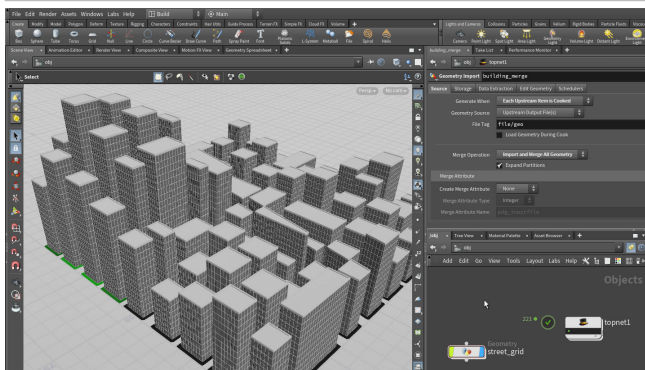 File Edit Render Assets Windows Labs Help Build Main
Create Modify Model Polygon Deform Texture Rigging Characters Constraints Hair Utils Guide Process Terrain FX Simple FX Cloud FX Volume
Lights and Cameras Collisions Particles Grains Vellum Rigid Bodies Particle Fluids
Box Sphere Tube Torus Grid Null Line Circle Curve Bezier Draw Curve Path Spray Paint Font Platonic Solids L-System Metaball File Spiral Helix
Camera Point Light Spot Light Area Light Geometry Light Volume Light Distant Light
Scene View Animation Editor Render View Composite View Motion FX View Geometry Spreadsheet
building_merge Take List Performance Monitor
obj
obj topnet1
Select
Geometry Import building_merge
Persp No cam
Source Storage Data Extraction Edit Geometry Schedulers
Generate When Each Upstream Item is Cooked
Geometry Source Upstream Output File(s)
File Tag file/geo
Load Geometry During Cook
Merge Operation Import and Merge All Geometry
Expand Partitions
Merge Attribute
Create Merge Attribute None
Merge Attribute Type Integer
Merge Attribute Name
/obj Tree View Material Palette Asset Browser
obj
Add Edit Go View Tools Layout Labs Help
Objects
221
topnet1
Geometry
street_grid